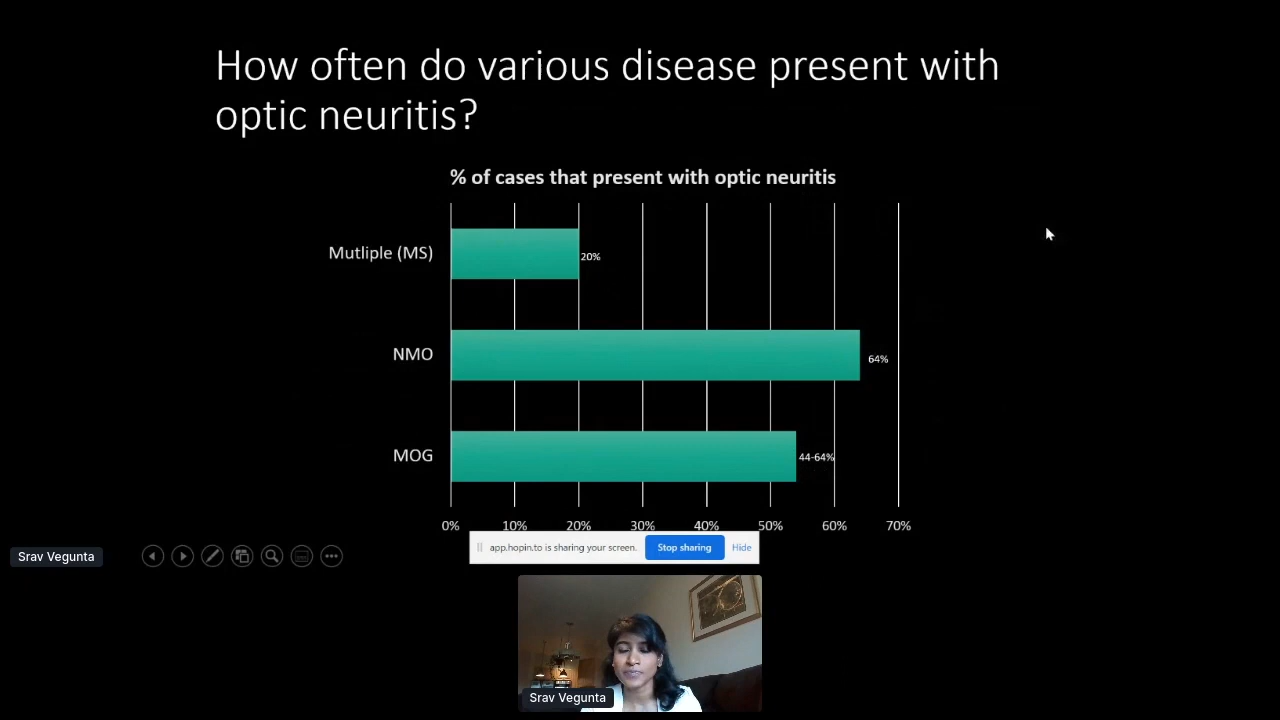 How often do various disease present with
optic neuritis?
% of cases that present with optic neuritis
Mutliple (MS)
20%
NMO
64%
MOG
44-64%
0% 10% 20% 30% 40% 50% 60% 70%
app.hopin.to is sharing your screen. Stop sharing Hide
Srav Vegunta
Srav Vegunta